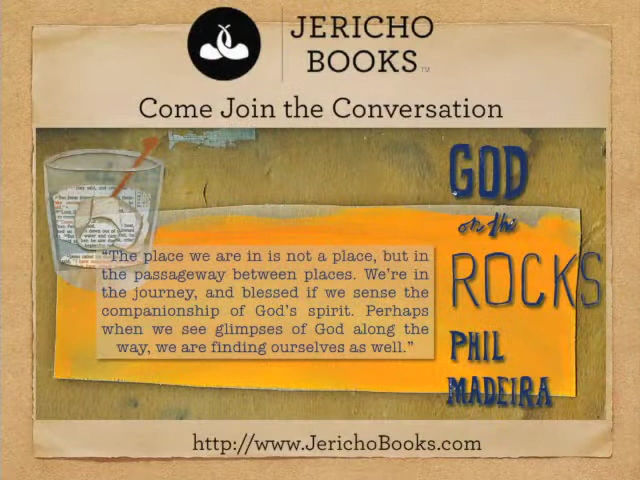 JERICHO
BOOKS™
Come Join the Conversation
GOD
on the
ROCKS
PHIL
MADEIRA
"The place we are in is not a place, but in
the passageway between places. We're in
the journey, and blessed if we sense the
companionship of God's spirit. Perhaps
when we see glimpses of God along the
way, we are finding ourselves as well."
http://www.JerichoBooks.com